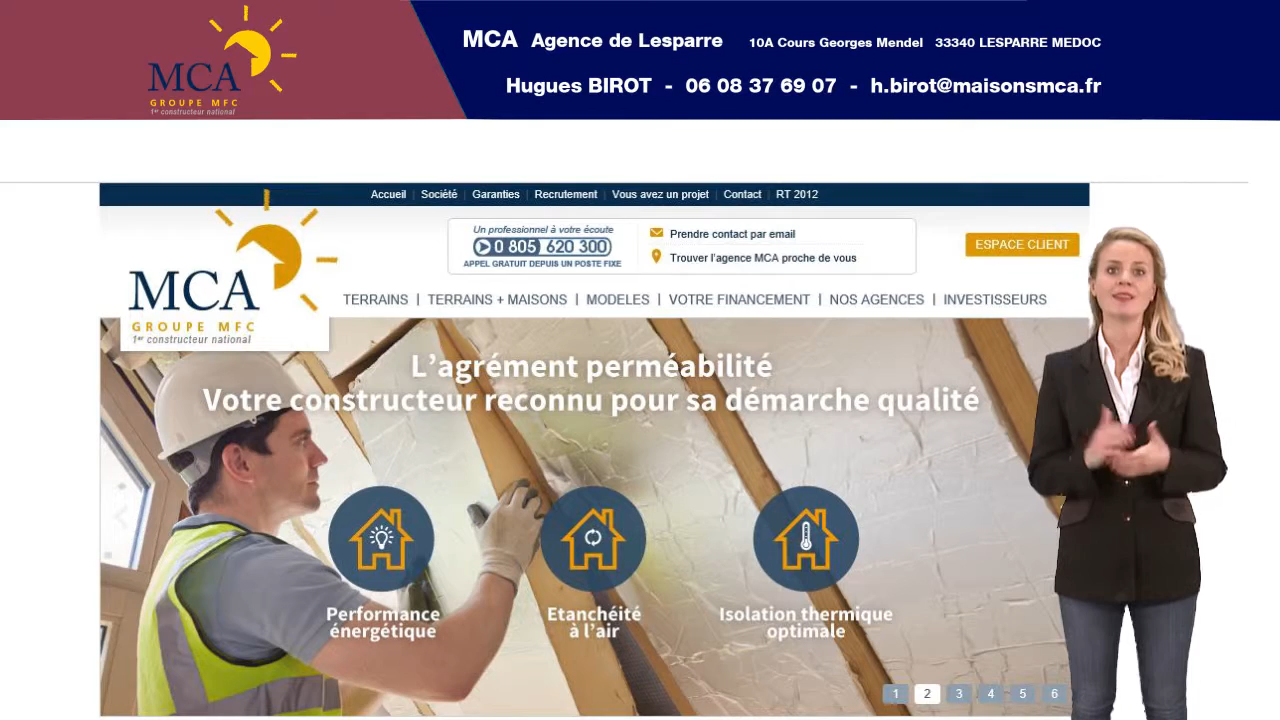 MCA Agence de Lesparre 10A Cours Georges Mendel 33340 LESPARRE MEDOC
Hugues BIROT - 06 08 37 69 07 - h.birot@maisonsmca.fr
MCA
GROUPE MFC
1er constructeur national
Accueil | Société | Garanties | Recrutement | Vous avez un projet | Contact | RT 2012
Un professionnel à votre écoute
0 805 620 300
APPEL GRATUIT DEPUIS UN POSTE FIXE
Prendre contact par email
Trouver l'agence MCA proche de vous
ESPACE CLIENT
MCA
GROUPE MFC
1er constructeur national
TERRAINS | TERRAINS + MAISONS | MODELES | VOTRE FINANCEMENT | NOS AGENCES | INVESTISSEURS
L'agrément perméabilité
Votre constructeur reconnu pour sa démarche qualité
Performance
énergétique
Etanchéité
à l'air
Isolation thermique
optimale
1 2 3 4 5 6